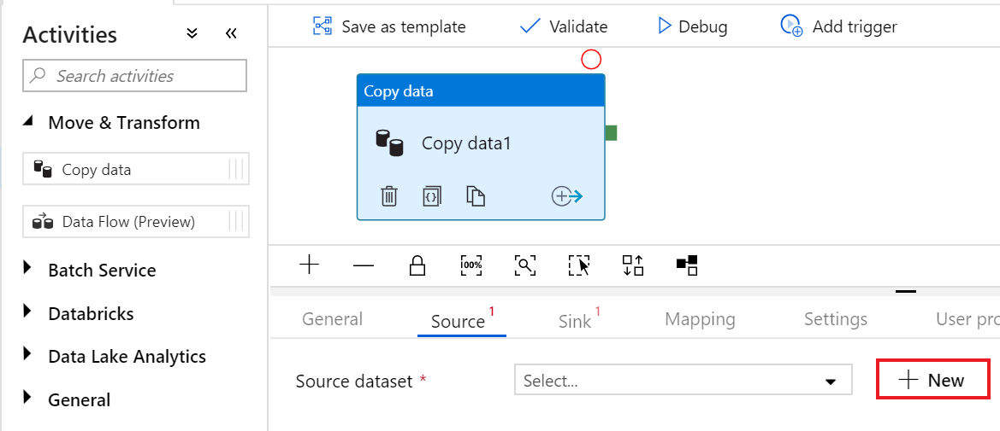 Activities
Search activities
Move & Transform
Copy data
Data Flow (Preview)
Batch Service
Databricks
Data Lake Analytics
General
Save as template
Validate
Debug
Add trigger
Copy data
Copy data1
{}
100%
General
Source 1
Sink 1
Mapping
Settings
User pro
Source dataset *
Select...
New